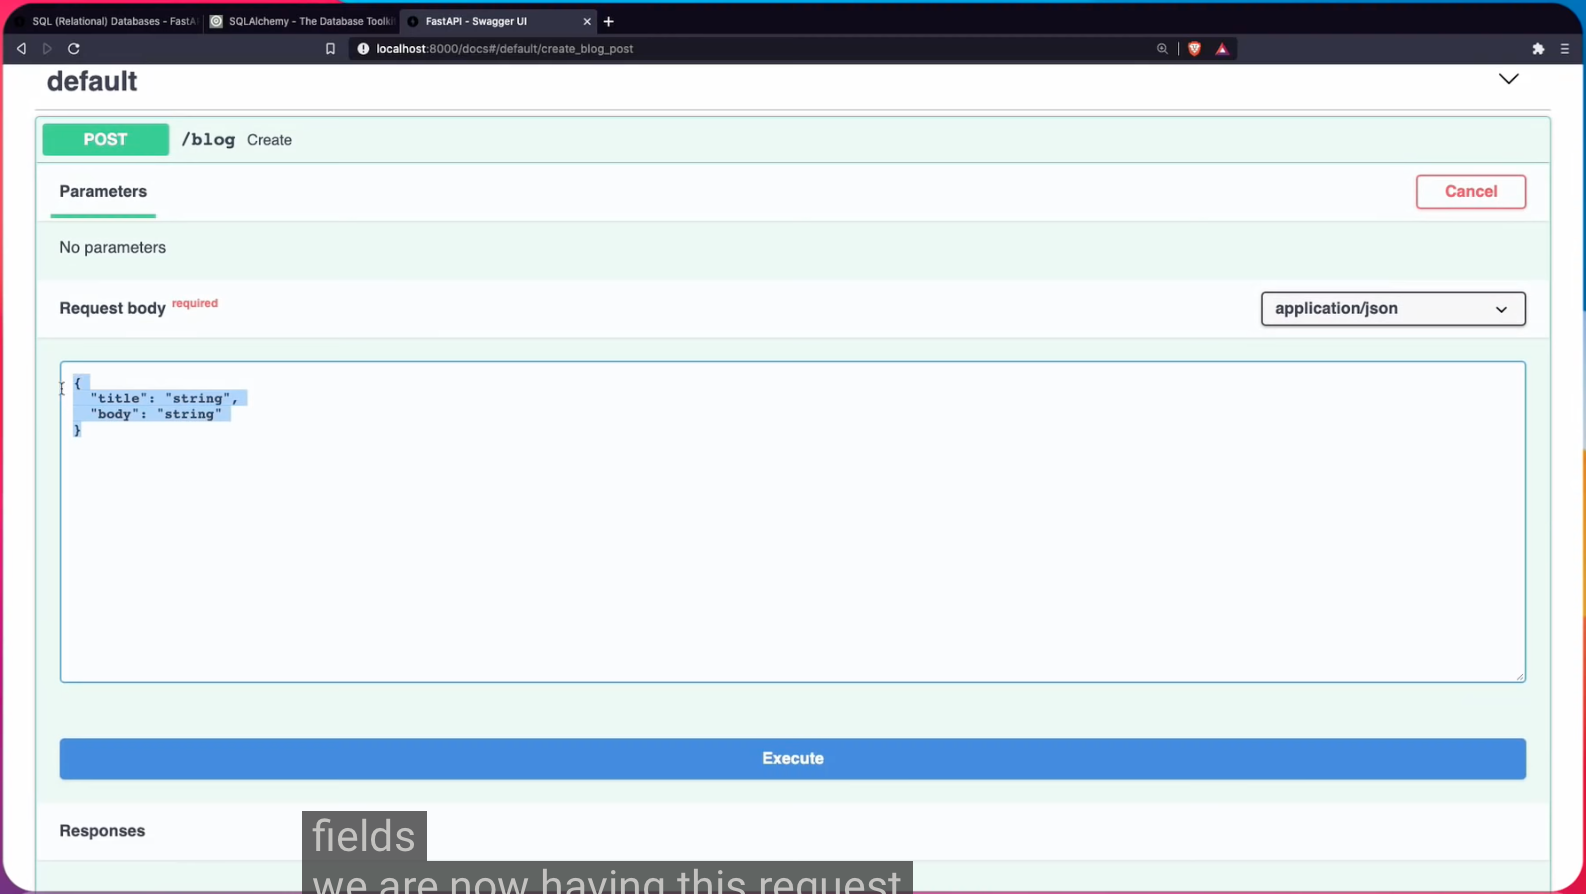 SQL (Relational) Databases - FastA
SQLAlchemy - The Database Toolki
FastAPI - Swagger UI
localhost:8000/docs#/default/create_blog_post
default
POST /blog Create
Parameters
Cancel
No parameters
Request body required
application/json
{
"title": "string",
"body": "string"
}
Execute
Responses
fields
we are now having this request